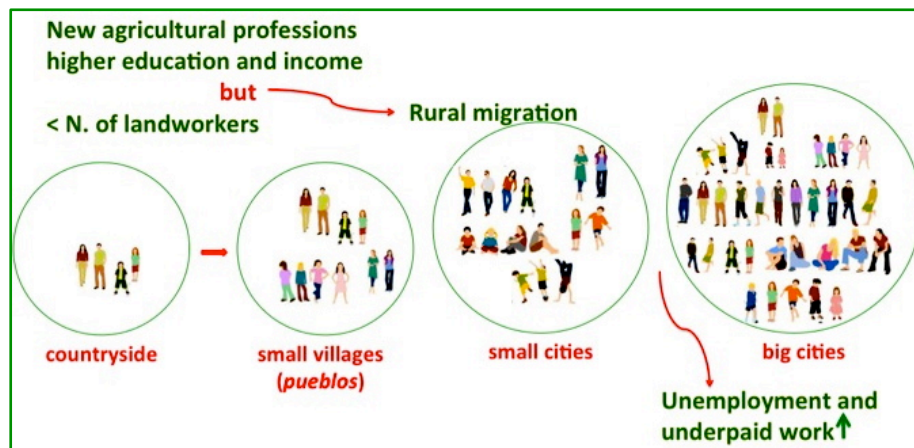 New agricultural professions
higher education and income
but
< N. of landworkers
Rural migration
countryside
small villages
(pueblos)
small cities
big cities
Unemployment and
underpaid work↑